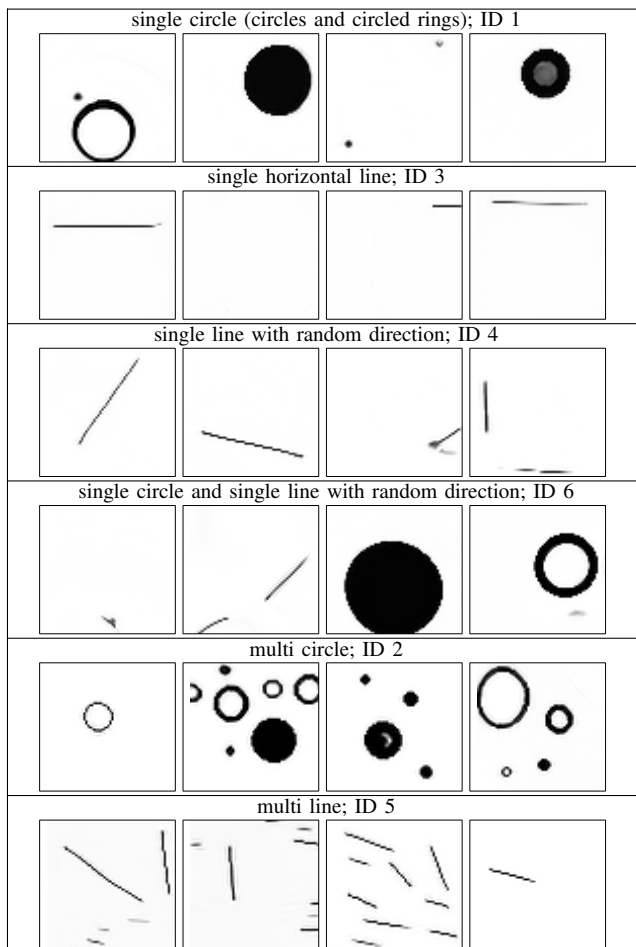 single circle (circles and circled rings); ID 1
single horizontal line; ID 3
single line with random direction; ID 4
single circle and single line with random direction; ID 6
multi circle; ID 2
multi line; ID 5